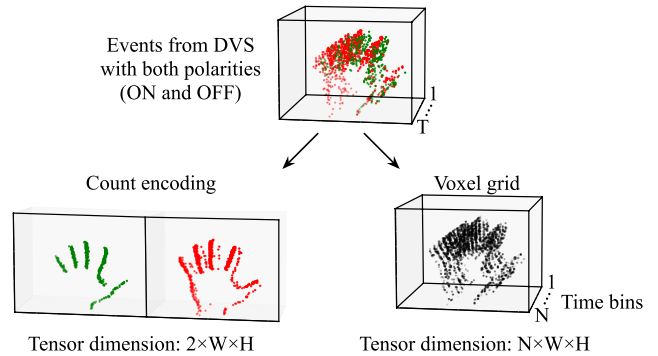 Events from DVS
with both polarities
(ON and OFF)
1
T
Count encoding
Voxel grid
1
N
Time bins
Tensor dimension: 2×W×H
Tensor dimension: N×W×H